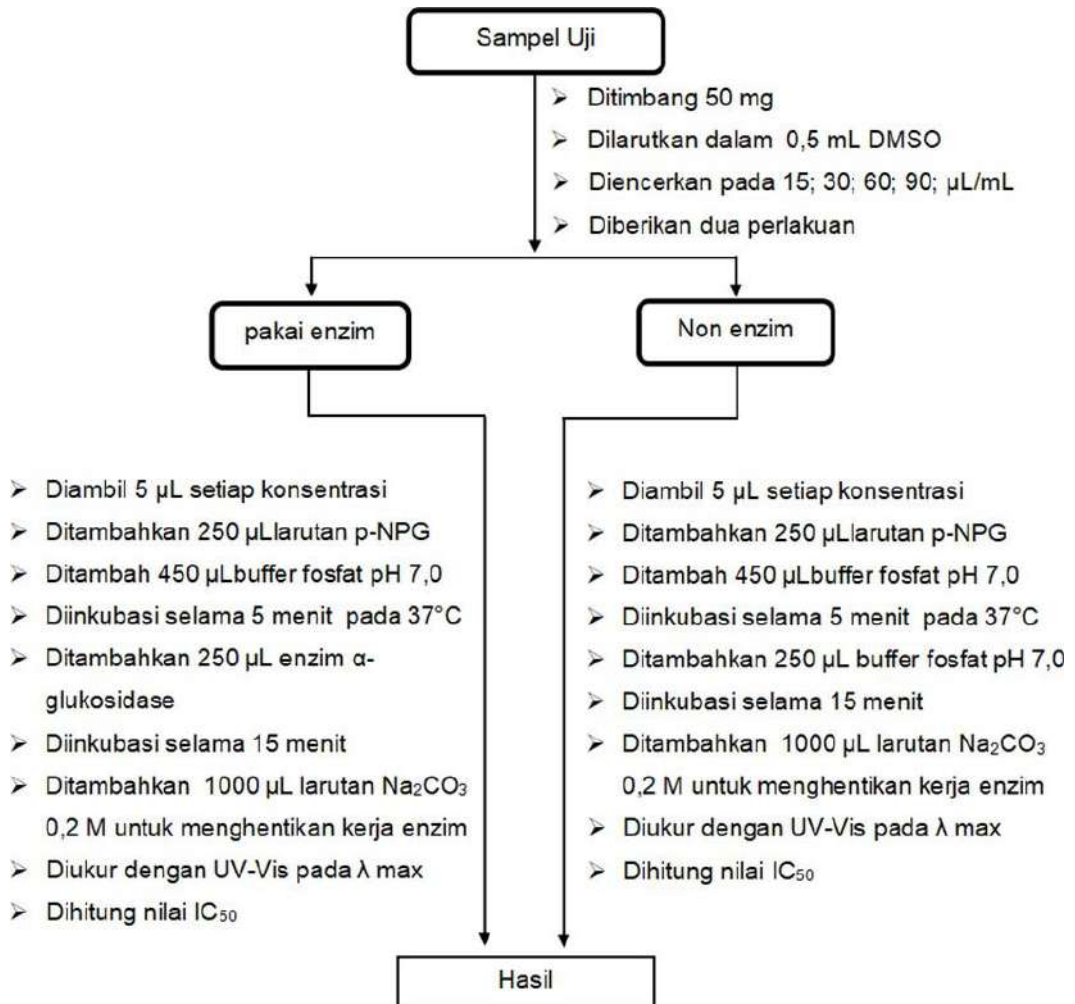 Sampel Uji
➢ Ditimbang 50 mg
➢ Dilarutkan dalam 0,5 mL DMSO
➢ Diencerkan pada 15; 30; 60; 90; µL/mL
➢ Diberikan dua perlakuan
pakai enzim
Non enzim
➢ Diambil 5 µL setiap konsentrasi
➢ Ditambahkan 250 µLlarutan p-NPG
➢ Ditambah 450 µLbuffer fosfat pH 7,0
➢ Diinkubasi selama 5 menit pada 37°C
➢ Ditambahkan 250 µL enzim α-
glukosidase
➢ Diinkubasi selama 15 menit
➢ Ditambahkan 1000 µL larutan Na₂CO₃
0,2 M untuk menghentikan kerja enzim
➢ Diukur dengan UV-Vis pada λ max
➢ Dihitung nilai IC₅₀
➢ Diambil 5 µL setiap konsentrasi
➢ Ditambahkan 250 µLlarutan p-NPG
➢ Ditambah 450 µLbuffer fosfat pH 7,0
➢ Diinkubasi selama 5 menit pada 37°C
➢ Ditambahkan 250 µL buffer fosfat pH 7,0
➢ Diinkubasi selama 15 menit
➢ Ditambahkan 1000 µL larutan Na₂CO₃
0,2 M untuk menghentikan kerja enzim
➢ Diukur dengan UV-Vis pada λ max
➢ Dihitung nilai IC₅₀
Hasil